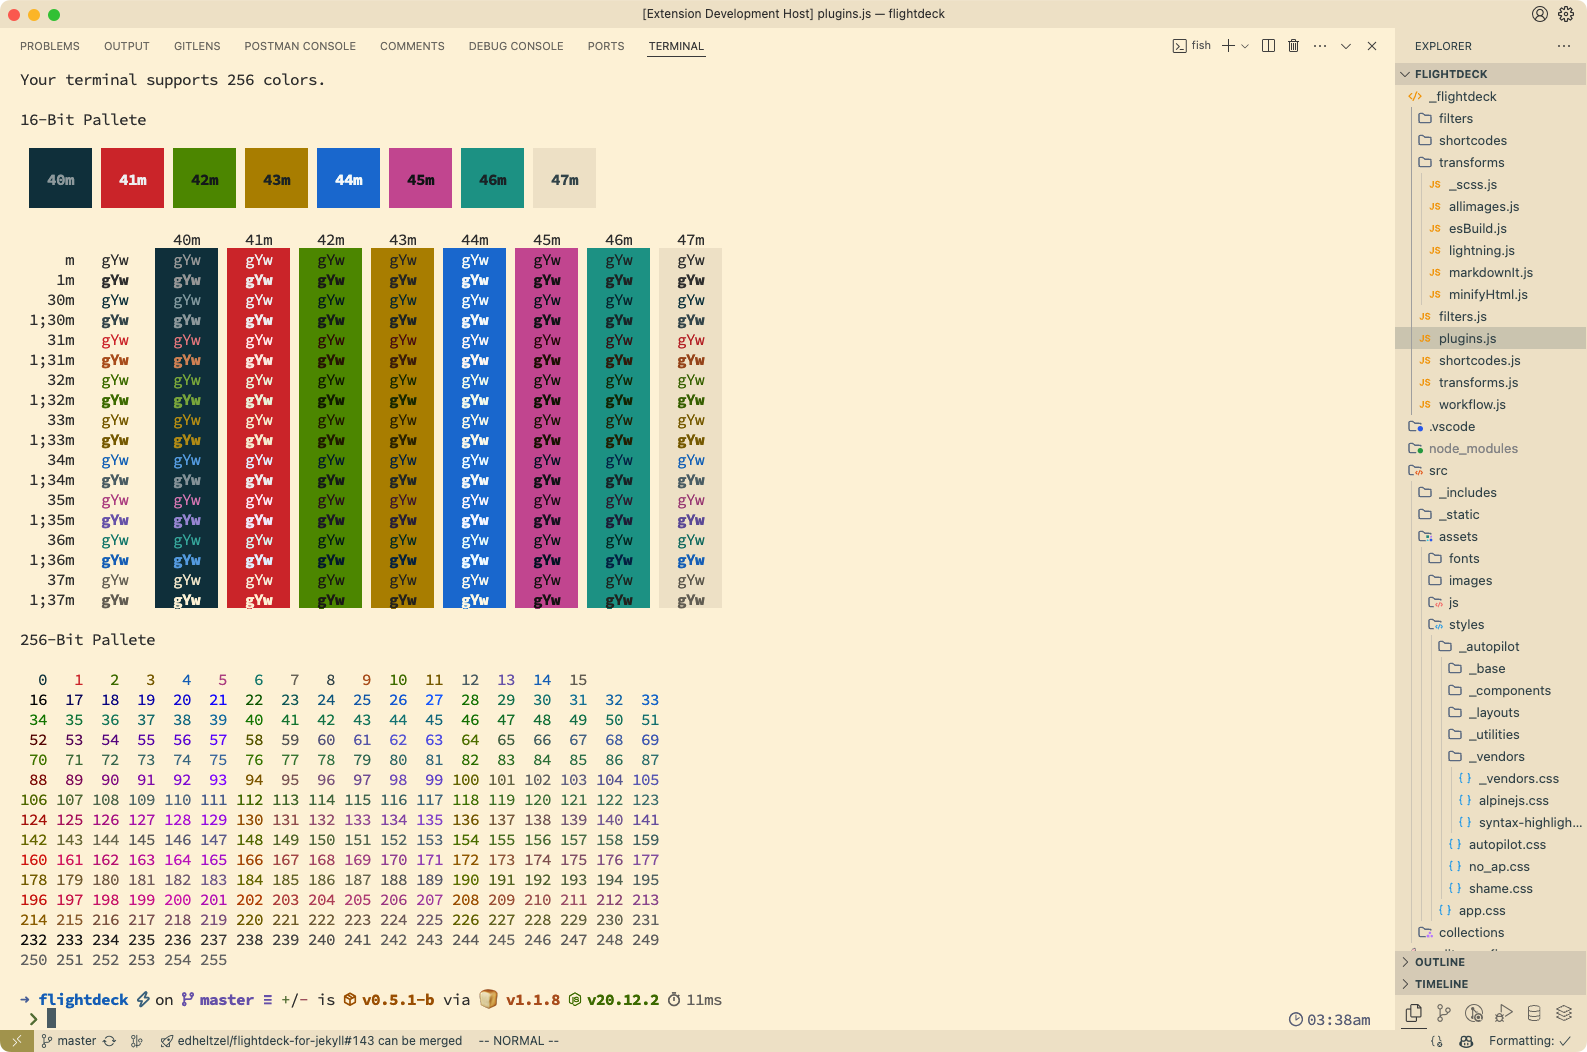 [Extension Development Host] plugins.js — flightdeck
PROBLEMS OUTPUT GITLENS POSTMAN CONSOLE COMMENTS DEBUG CONSOLE PORTS TERMINAL
fish
Your terminal supports 256 colors.
16-Bit Pallete
40m 41m 42m 43m 44m 45m 46m 47m
40m 41m 42m 43m 44m 45m 46m 47m
m gYw gYw gYw gYw gYw gYw gYw gYw gYw
1m gYw gYw gYw gYw gYw gYw gYw gYw gYw
30m gYw gYw gYw gYw gYw gYw gYw gYw gYw
1;30m gYw gYw gYw gYw gYw gYw gYw gYw gYw
31m gYw gYw gYw gYw gYw gYw gYw gYw gYw
1;31m gYw gYw gYw gYw gYw gYw gYw gYw gYw
32m gYw gYw gYw gYw gYw gYw gYw gYw gYw
1;32m gYw gYw gYw gYw gYw gYw gYw gYw gYw
33m gYw gYw gYw gYw gYw gYw gYw gYw gYw
1;33m gYw gYw gYw gYw gYw gYw gYw gYw gYw
34m gYw gYw gYw gYw gYw gYw gYw gYw gYw
1;34m gYw gYw gYw gYw gYw gYw gYw gYw gYw
35m gYw gYw gYw gYw gYw gYw gYw gYw gYw
1;35m gYw gYw gYw gYw gYw gYw gYw gYw gYw
36m gYw gYw gYw gYw gYw gYw gYw gYw gYw
1;36m gYw gYw gYw gYw gYw gYw gYw gYw gYw
37m gYw gYw gYw gYw gYw gYw gYw gYw gYw
1;37m gYw gYw gYw gYw gYw gYw gYw gYw gYw
256-Bit Pallete
0 1 2 3 4 5 6 7 8 9 10 11 12 13 14 15
16 17 18 19 20 21 22 23 24 25 26 27 28 29 30 31 32 33
34 35 36 37 38 39 40 41 42 43 44 45 46 47 48 49 50 51
52 53 54 55 56 57 58 59 60 61 62 63 64 65 66 67 68 69
70 71 72 73 74 75 76 77 78 79 80 81 82 83 84 85 86 87
88 89 90 91 92 93 94 95 96 97 98 99 100 101 102 103 104 105
106 107 108 109 110 111 112 113 114 115 116 117 118 119 120 121 122 123
124 125 126 127 128 129 130 131 132 133 134 135 136 137 138 139 140 141
142 143 144 145 146 147 148 149 150 151 152 153 154 155 156 157 158 159
160 161 162 163 164 165 166 167 168 169 170 171 172 173 174 175 176 177
178 179 180 181 182 183 184 185 186 187 188 189 190 191 192 193 194 195
196 197 198 199 200 201 202 203 204 205 206 207 208 209 210 211 212 213
214 215 216 217 218 219 220 221 222 223 224 225 226 227 228 229 230 231
232 233 234 235 236 237 238 239 240 241 242 243 244 245 246 247 248 249
250 251 252 253 254 255
➜ flightdeck on master ≡ +/- is v0.5.1-b via v1.1.8 v20.12.2 11ms
❯
03:38am
EXPLORER
FLIGHTDECK
_flightdeck
filters
shortcodes
transforms
JS _scss.js
JS allimages.js
JS esBuild.js
JS lightning.js
JS markdownIt.js
JS minifyHtml.js
JS filters.js
JS plugins.js
JS shortcodes.js
JS transforms.js
JS workflow.js
.vscode
node_modules
src
_includes
_static
assets
fonts
images
js
styles
_autopilot
_base
_components
_layouts
_utilities
_vendors
{} _vendors.css
{} alpinejs.css
{} syntax-highligh...
{} autopilot.css
{} no_ap.css
{} shame.css
{} app.css
collections
OUTLINE
TIMELINE
master edheltzel/flightdeck-for-jekyll#143 can be merged -- NORMAL --
Formatting: ✓